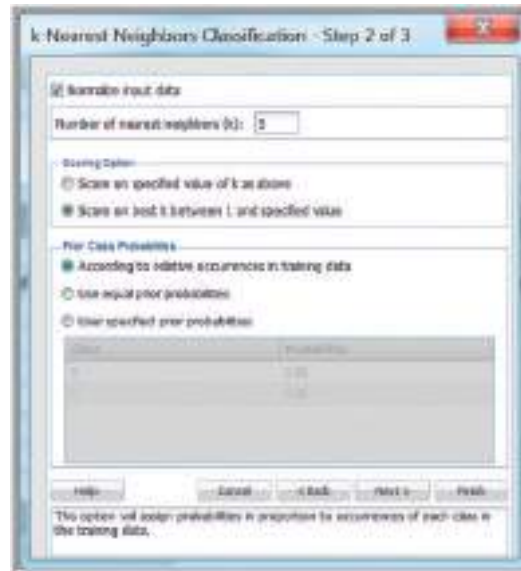 k-Nearest Neighbors Classification - Step 2 of 3
Normalize input data
Number of nearest neighbors (k): 5
Scoring Option
Score on specified value of k as above
Score on best k between 1 and specified value
Prior Class Probabilities
According to relative occurrences in training data
Use equal prior probabilities
User specified prior probabilities
Class Probability
Help Cancel < Back Next > Finish
This option will assign probabilities in proportion to occurrences of each class in
the training data.